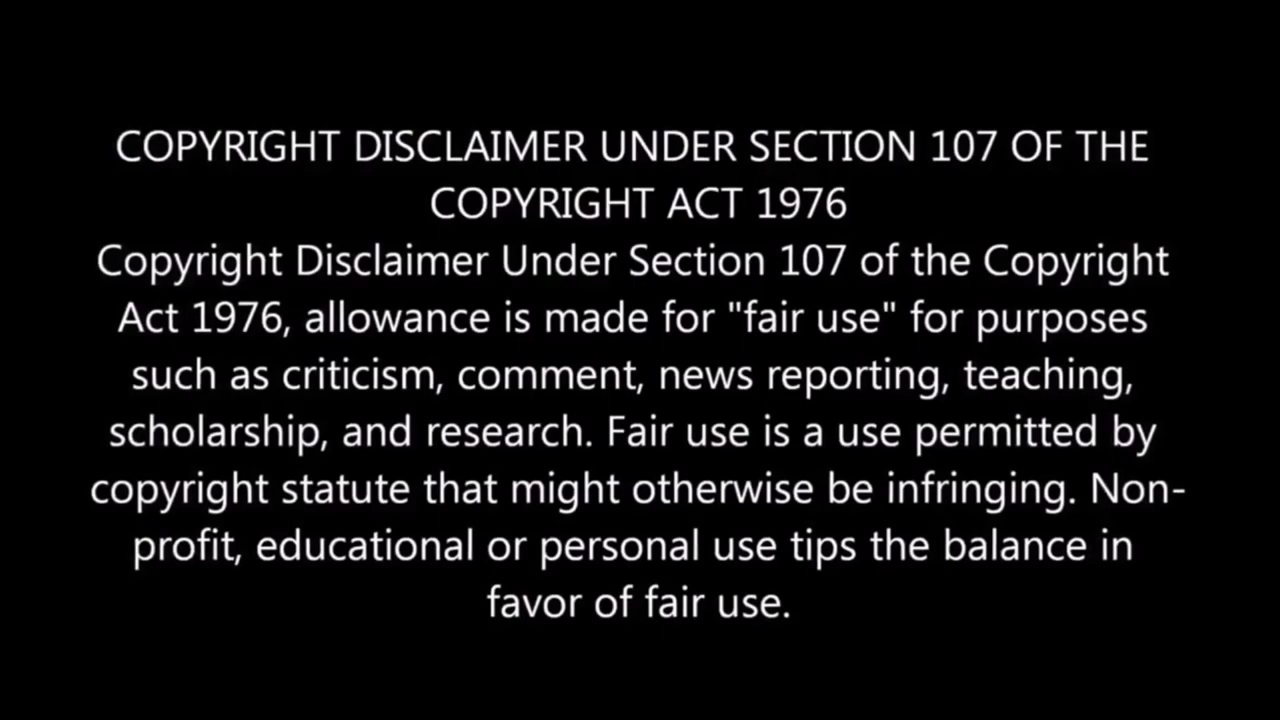 COPYRIGHT DISCLAIMER UNDER SECTION 107 OF THE
COPYRIGHT ACT 1976
Copyright Disclaimer Under Section 107 of the Copyright
Act 1976, allowance is made for "fair use" for purposes
such as criticism, comment, news reporting, teaching,
scholarship, and research. Fair use is a use permitted by
copyright statute that might otherwise be infringing. Non-
profit, educational or personal use tips the balance in
favor of fair use.